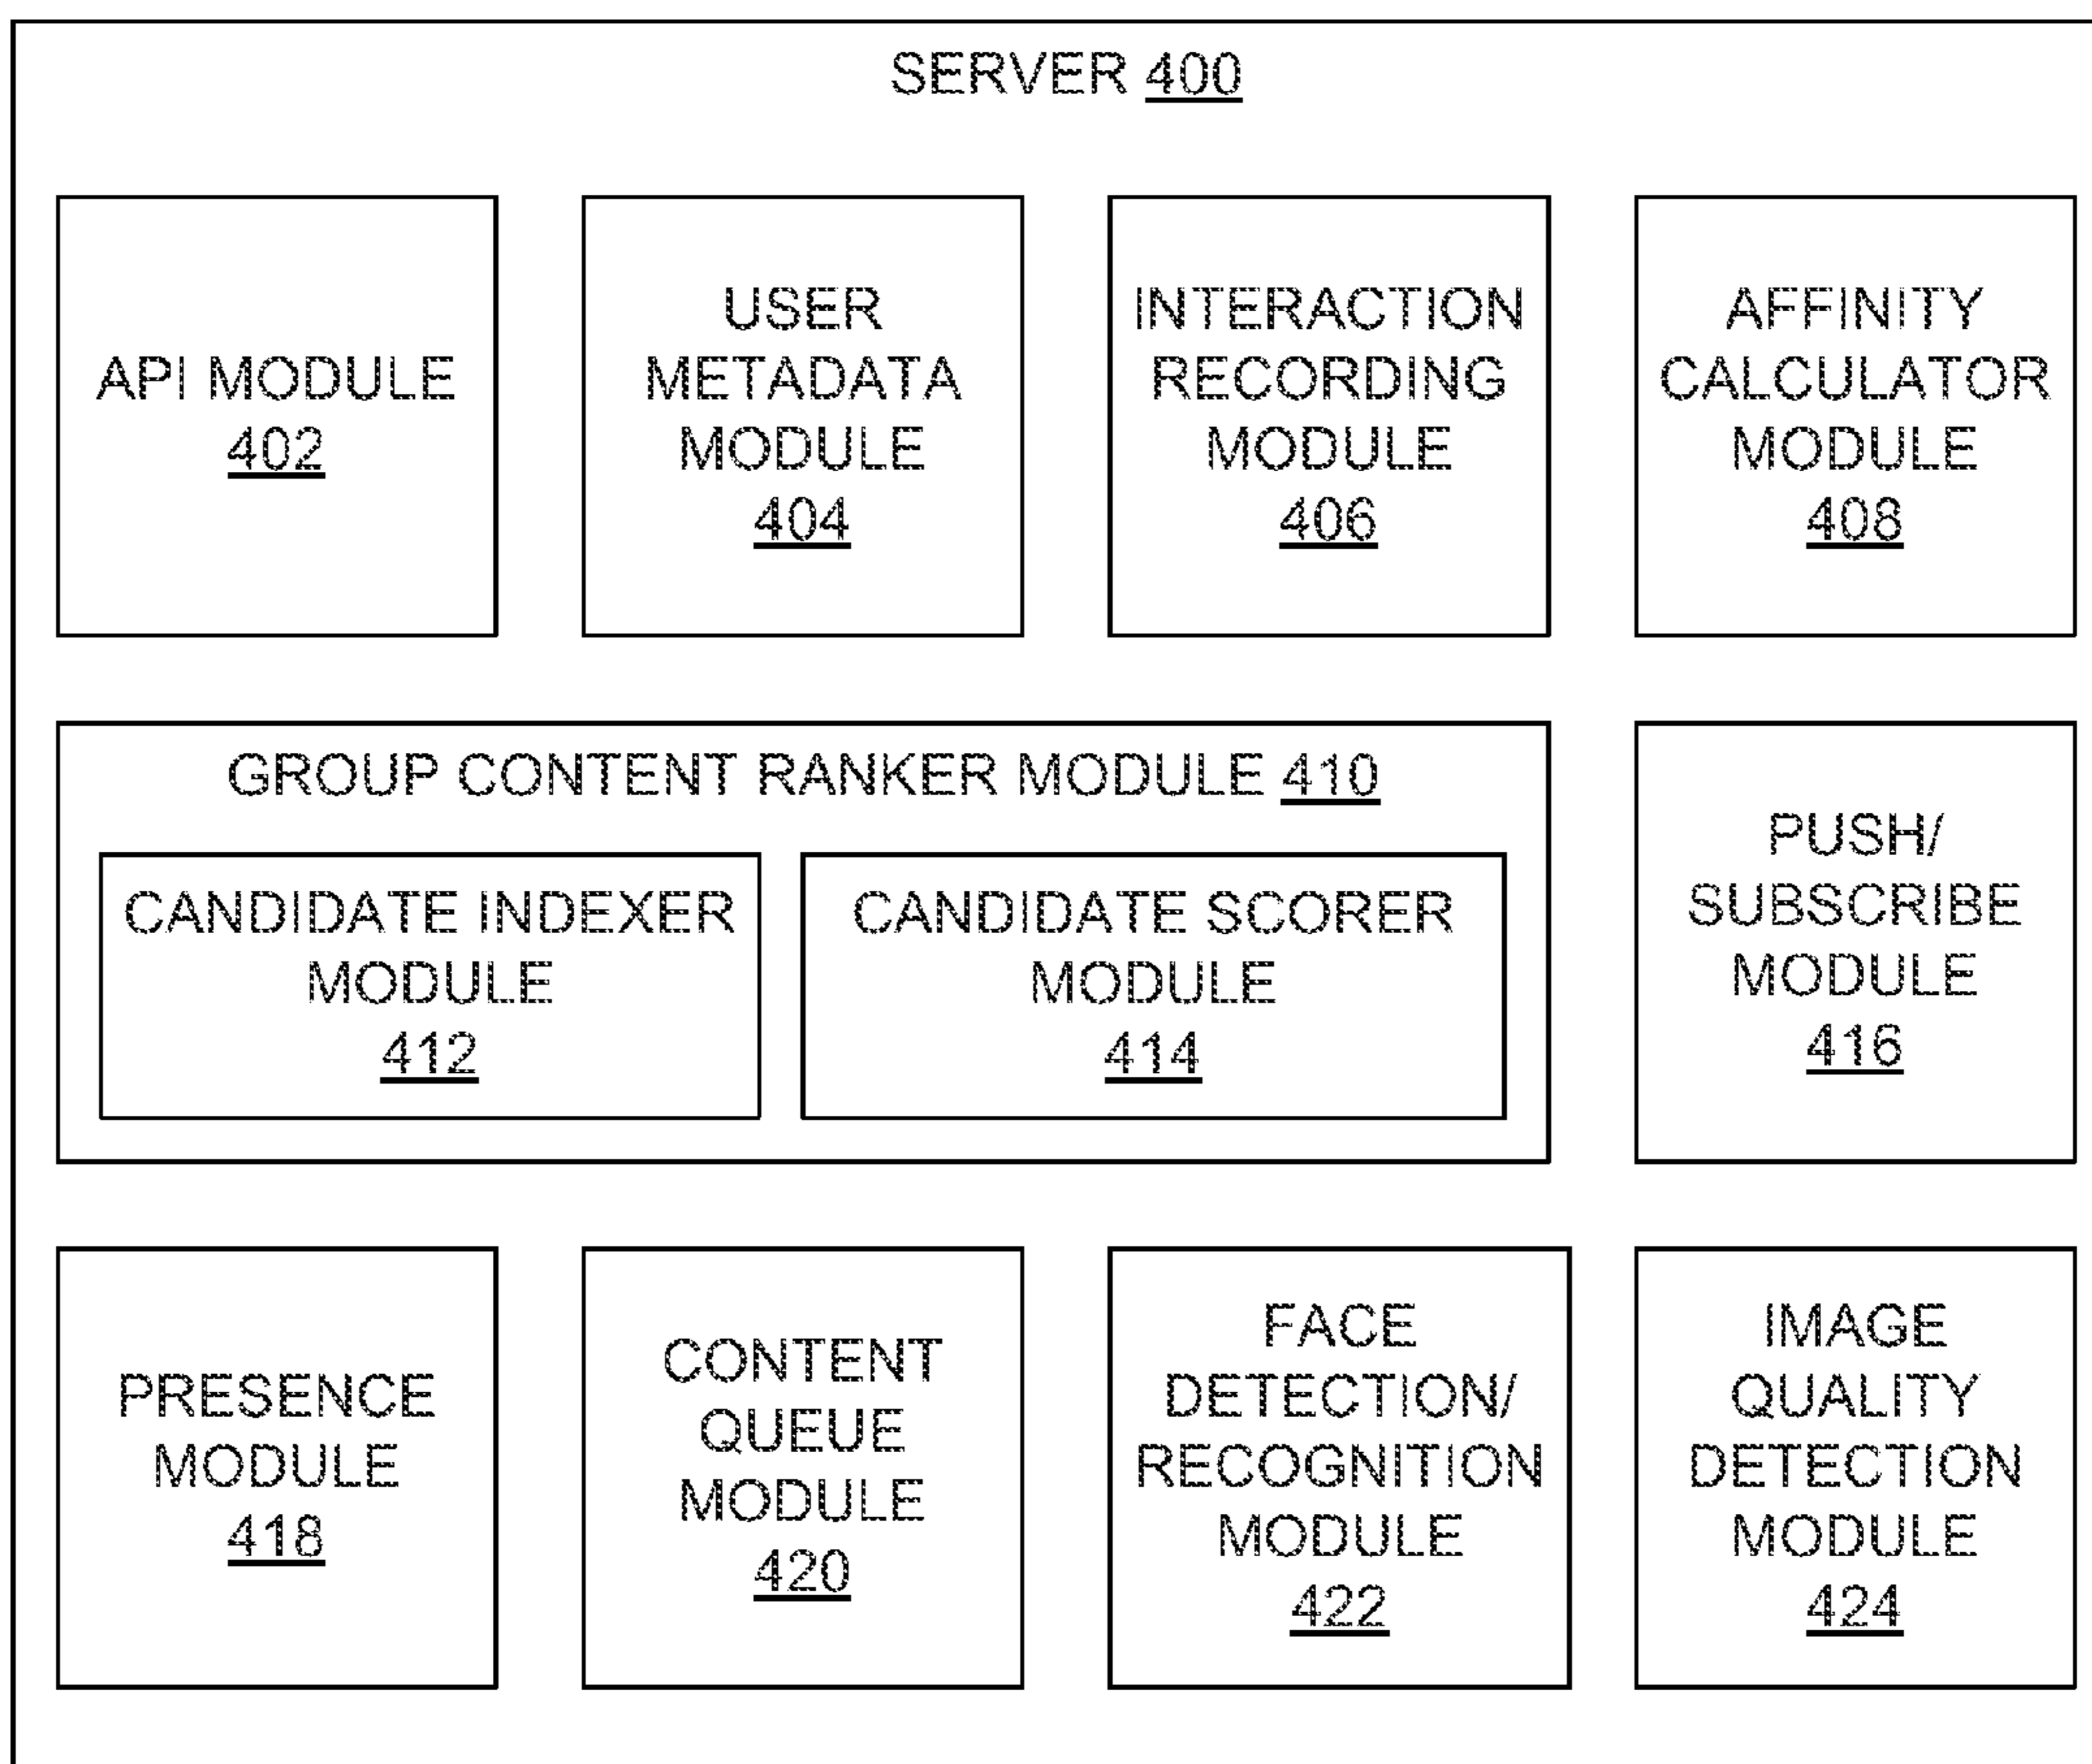 SERVER 400
API MODULE
402
USER
METADATA
MODULE
404
INTERACTION
RECORDING
MODULE
406
AFFINITY
CALCULATOR
MODULE
408
GROUP CONTENT RANKER MODULE 410
CANDIDATE INDEXER
MODULE
412
CANDIDATE SCORER
MODULE
414
PUSH/
SUBSCRIBE
MODULE
416
PRESENCE
MODULE
418
CONTENT
QUEUE
MODULE
420
FACE
DETECTION/
RECOGNITION
MODULE
422
IMAGE
QUALITY
DETECTION
MODULE
424